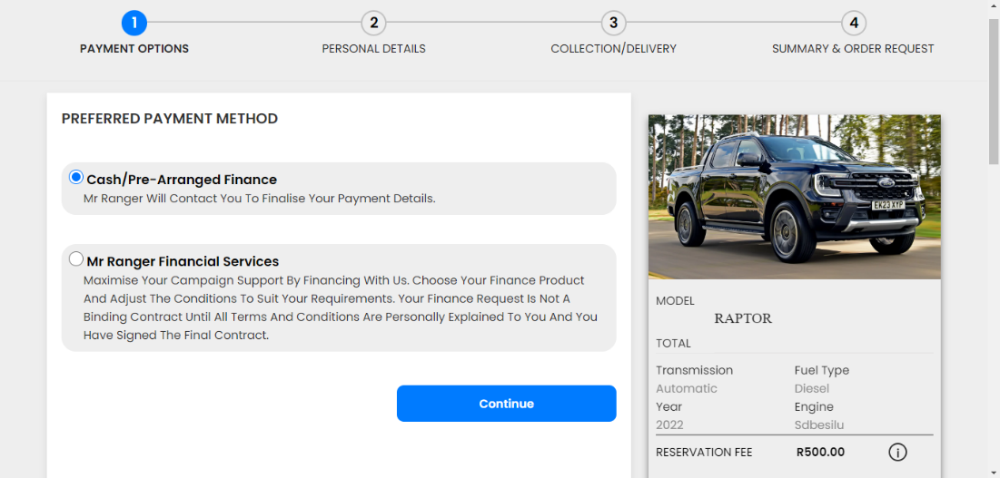 1
2
3
4
PAYMENT OPTIONS
PERSONAL DETAILS
COLLECTION/DELIVERY
SUMMARY & ORDER REQUEST
PREFERRED PAYMENT METHOD
Cash/Pre-Arranged Finance
Mr Ranger Will Contact You To Finalise Your Payment Details.
Mr Ranger Financial Services
Maximise Your Campaign Support By Financing With Us. Choose Your Finance Product
And Adjust The Conditions To Suit Your Requirements. Your Finance Request Is Not A
Binding Contract Until All Terms And Conditions Are Personally Explained To You And You
Have Signed The Final Contract.
Continue
EK23 XYP
MODEL
RAPTOR
TOTAL
Transmission
Fuel Type
Automatic
Diesel
Year
Engine
2022
Sdbesilu
RESERVATION FEE
R500.00